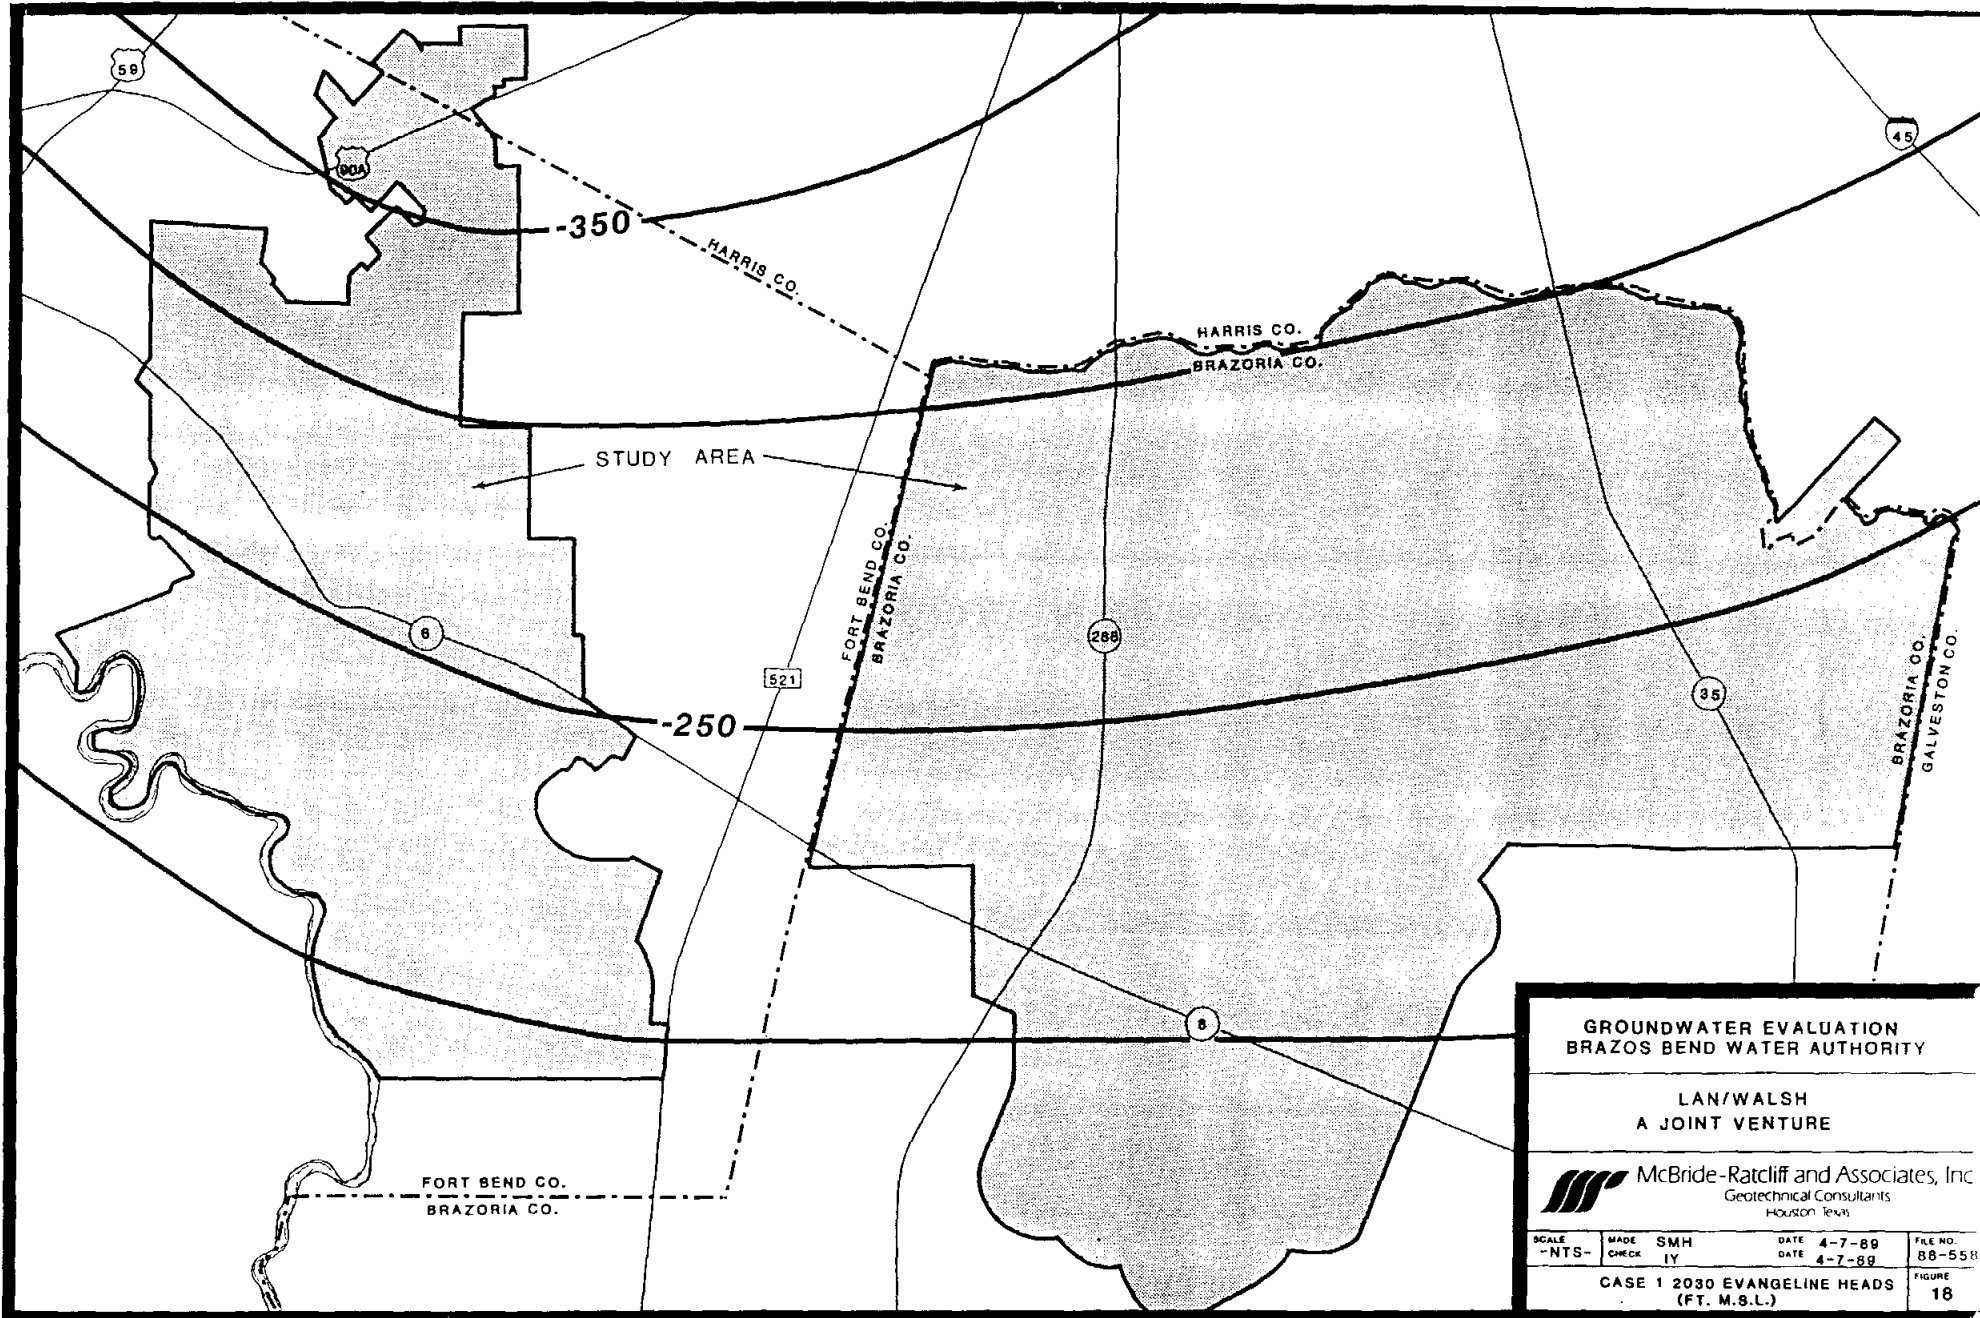 59
90A
45
-350
HARRIS CO.
HARRIS CO.
BRAZORIA CO.
STUDY AREA
FORT BEND CO.
BRAZORIA CO.
6
288
521
35
-250
BRAZORIA CO.
GALVESTON CO.
6
FORT BEND CO.
BRAZORIA CO.
GROUNDWATER EVALUATION
BRAZOS BEND WATER AUTHORITY
LAN/WALSH
A JOINT VENTURE
McBride-Ratcliff and Associates, Inc
Geotechnical Consultants
Houston Texas
SCALE
-NTS-
MADE SMH
CHECK IY
DATE 4-7-89
DATE 4-7-89
FILE NO.
88-558
CASE 1 2030 EVANGELINE HEADS
(FT. M.S.L.)
FIGURE
18